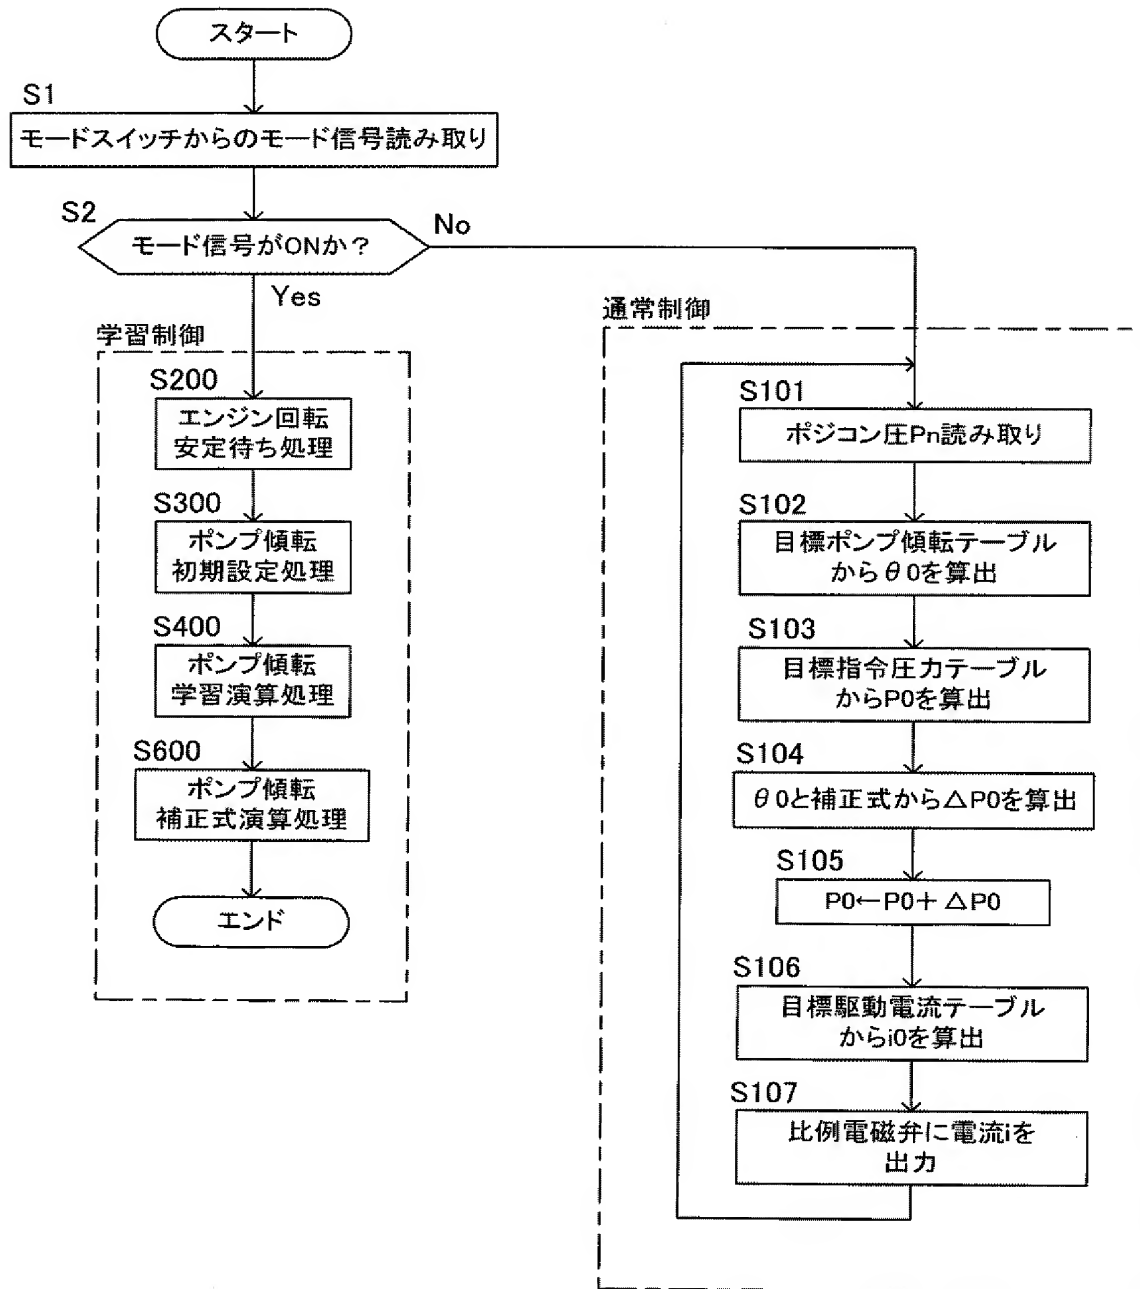 スタート
S1
モードスイッチからのモード信号読み取り
S2
モード信号がONか？
No
Yes
学習制御
S200
エンジン回転
安定待ち処理
S300
ポンプ傾転
初期設定処理
S400
ポンプ傾転
学習演算処理
S600
ポンプ傾転
補正式演算処理
エンド
通常制御
S101
ポジコン圧Pn読み取り
S102
目標ポンプ傾転テーブル
からθ0を算出
S103
目標指令圧力テーブル
からP0を算出
S104
θ0と補正式から△P0を算出
S105
P0←P0+△P0
S106
目標駆動電流テーブル
からi0を算出
S107
比例電磁弁に電流iを
出力